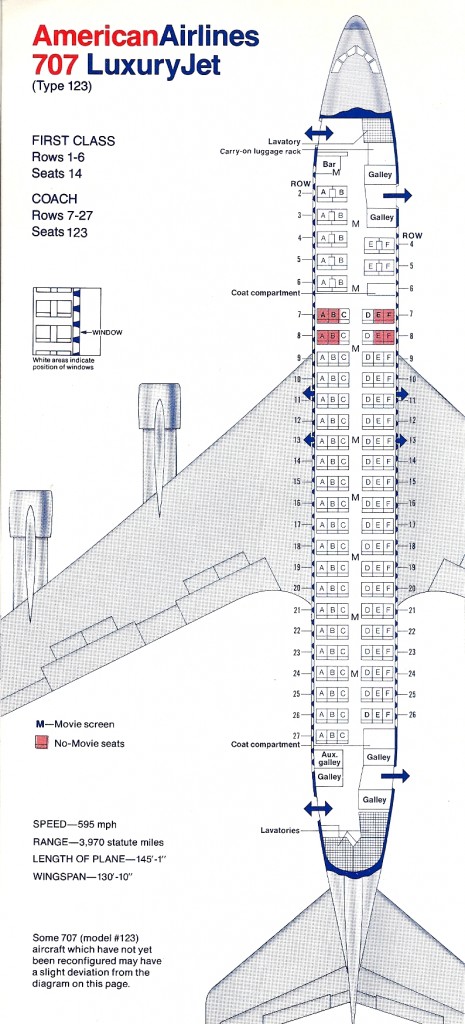 AmericanAirlines
707 LuxuryJet
(Type 123)
FIRST CLASS
Rows 1-6
Seats 14
COACH
Rows 7-27
Seats 123
WINDOW
White areas indicate
position of windows
Lavatory
Carry-on luggage rack
Bar
M
Galley
ROW
Galley
2 A B
3 A B
M
ROW
4 A B E F 4
5 A B E F 5
6 A B M 6
Coat compartment
7 A B C D E F 7
8 A B C D E F 8
M
9 A B C D E F 9
10 A B C D E F 10
11 A B C D E F 11
12 A B C D E F 12
13 A B C M D E F 13
14 A B C D E F 14
15 A B C D E F 15
M
16 A B C D E F 16
17 A B C D E F 17
18 A B C D E F 18
M
19 A B C D E F 19
20 A B C D E F 20
21 A B C D E F 21
M
22 A B C D E F 22
23 A B C D E F 23
24 A B C M D E F 24
25 A B C D E F 25
26 A B C D E F 26
27 A B C
Coat compartment
Aux.
galley
Galley
Galley
Galley
Lavatories
M—Movie screen
No-Movie seats
SPEED—595 mph
RANGE—3,970 statute miles
LENGTH OF PLANE—145'-1"
WINGSPAN—130'-10"
Some 707 (model #123)
aircraft which have not yet
been reconfigured may have
a slight deviation from the
diagram on this page.